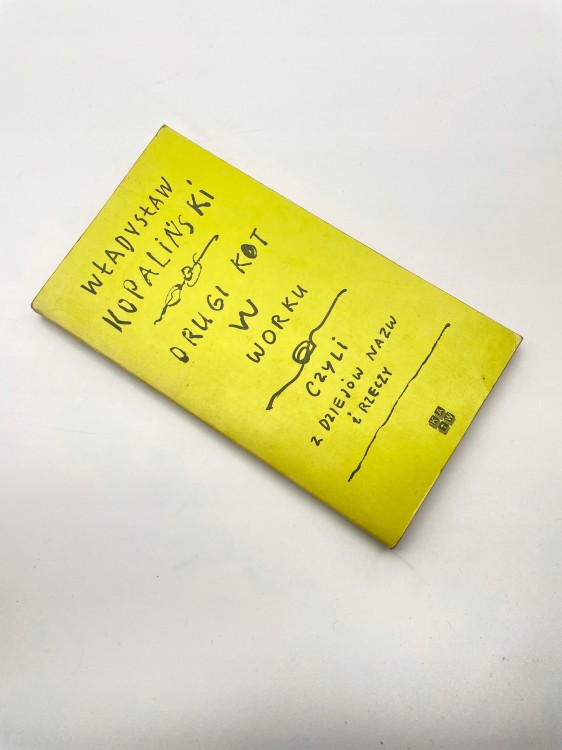 WŁADYSŁAW
KOPALIŃSKI
DRUGI KOT
W
WORKU
CZYLI
Z DZIEJÓW NAZW
i RZECZY